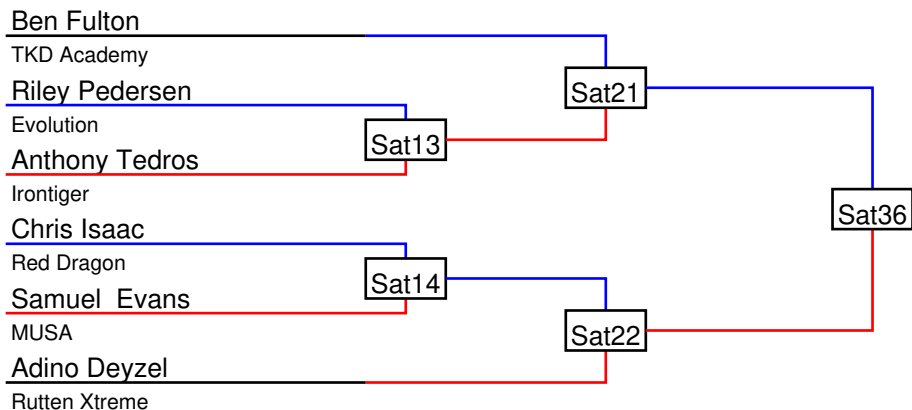 Ben Fulton
TKD Academy
Sat21
Riley Pedersen
Evolution
Sat13
Anthony Tedros
Irontiger
Sat36
Chris Isaac
Red Dragon
Sat14
Samuel  Evans
MUSA
Sat22
Adino Deyzel
Rutten Xtreme